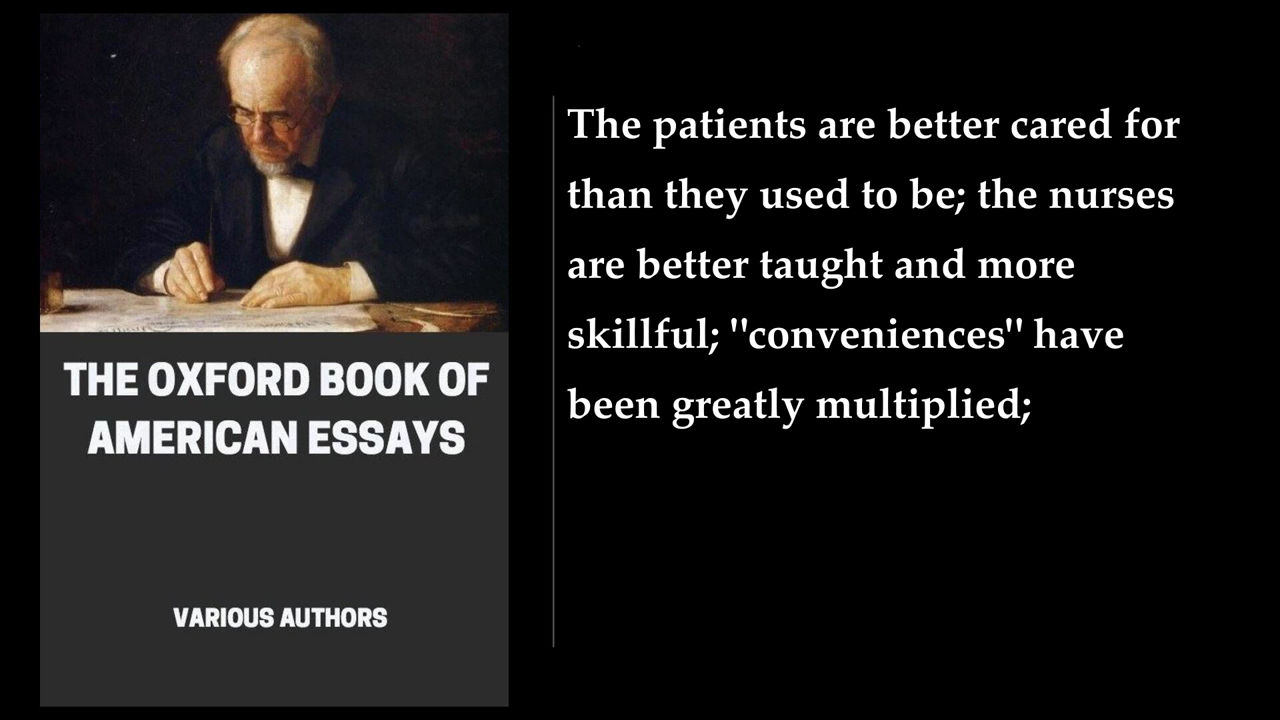 THE OXFORD BOOK OF
AMERICAN ESSAYS
VARIOUS AUTHORS
The patients are better cared for
than they used to be; the nurses
are better taught and more
skillful; "conveniences" have
been greatly multiplied;